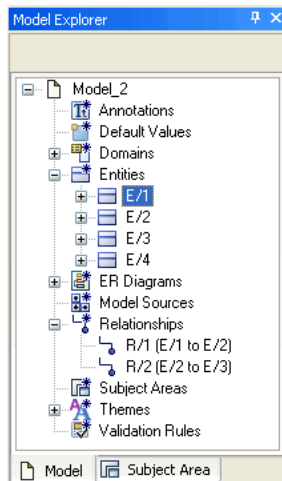 Model Explorer
Model_2
Annotations
Default Values
Domains
Entities
E/1
E/2
E/3
E/4
ER Diagrams
Model Sources
Relationships
R/1 (E/1 to E/2)
R/2 (E/2 to E/3)
Subject Areas
Themes
Validation Rules
Model Subject Area